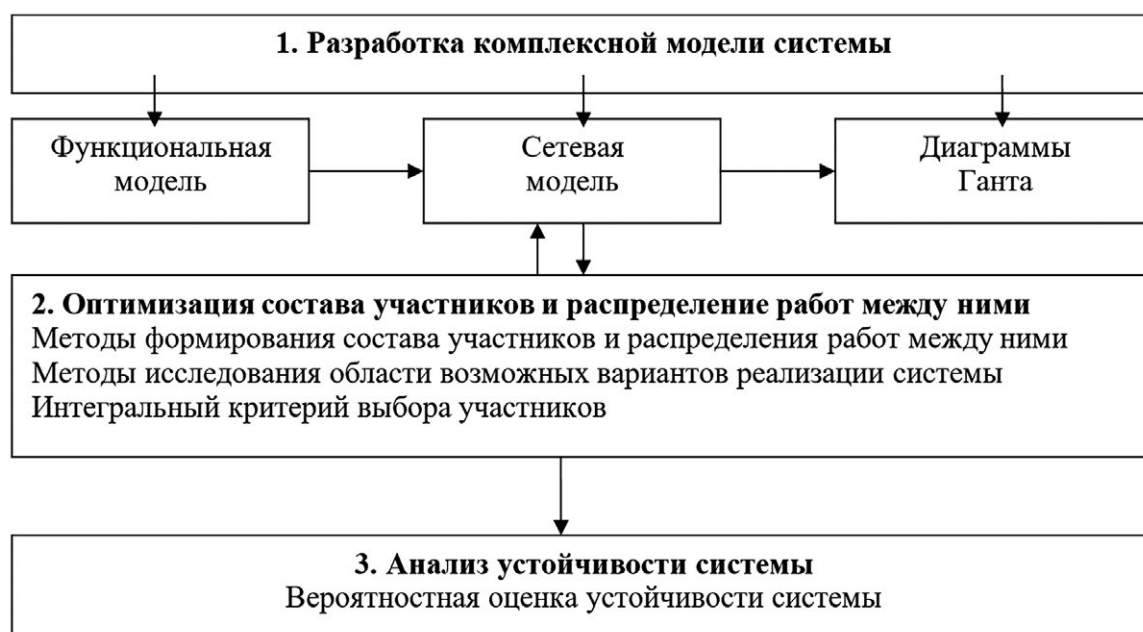 1. Разработка комплексной модели системы
Функциональная
модель
Сетевая
модель
Диаграммы
Ганта
2. Оптимизация состава участников и распределение работ между ними
Методы формирования состава участников и распределения работ между ними
Методы исследования области возможных вариантов реализации системы
Интегральный критерий выбора участников
3. Анализ устойчивости системы
Вероятностная оценка устойчивости системы